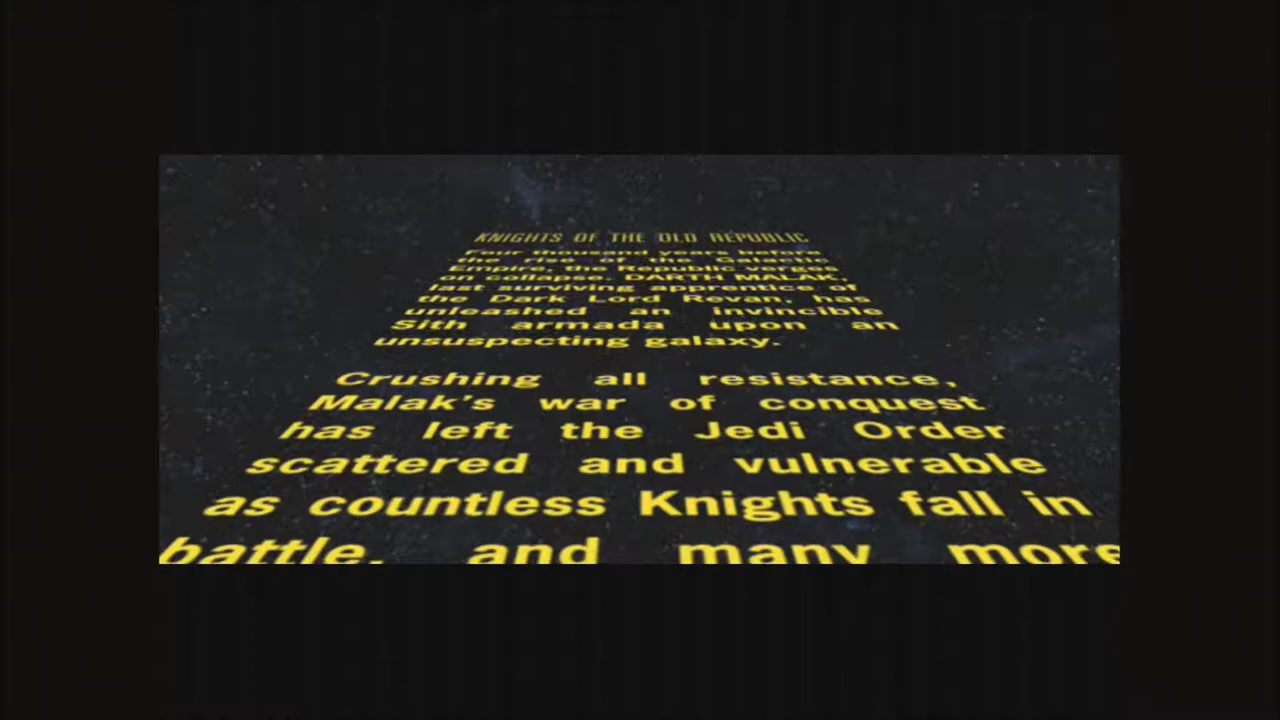 KNIGHTS OF THE OLD REPUBLIC
Four thousand years before
the rise of the Galactic
Empire, the Republic verges
on collapse. DARTH MALAK,
last surviving apprentice of
the Dark Lord Revan, has
unleashed an invincible
Sith armada upon an
unsuspecting galaxy.
Crushing all resistance,
Malak's war of conquest
has left the Jedi Order
scattered and vulnerable
as countless Knights fall in
battle, and many more